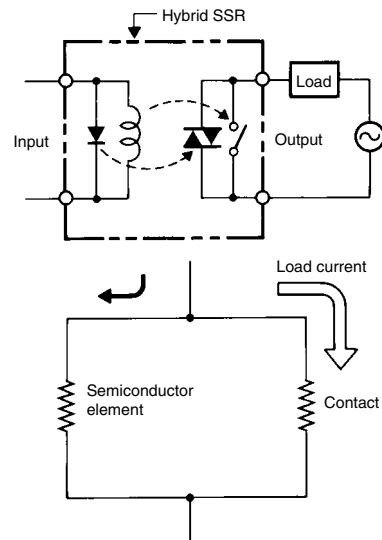 Hybrid SSR
Load
Input
Output
Load current
Semiconductor
element
Contact